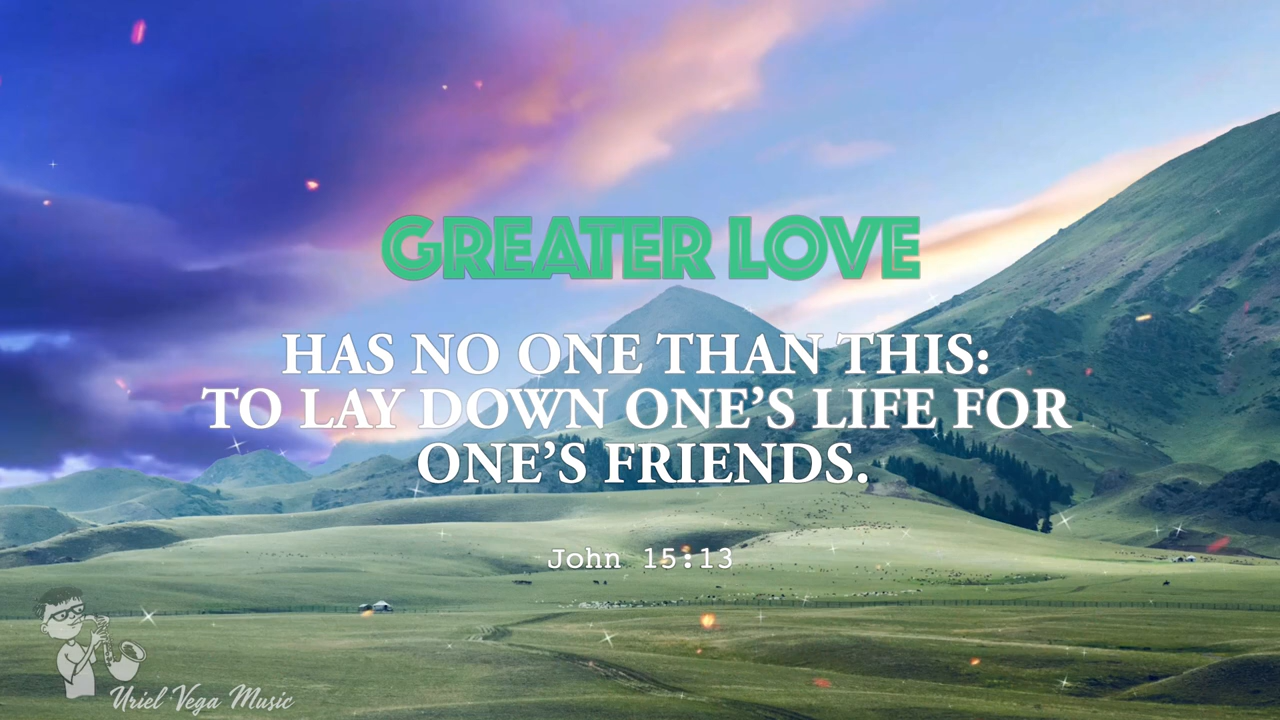 GREATER LOVE
HAS NO ONE THAN THIS:
TO LAY DOWN ONE’S LIFE FOR
ONE’S FRIENDS.
John 15:13
Uriel Vega Music